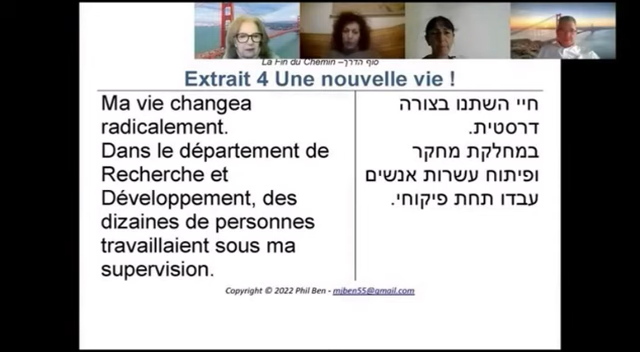 La Fin du Chemin –סוף הדרך
Extrait 4 Une nouvelle vie !
Ma vie changea
radicalement.
Dans le département de
Recherche et
Développement, des
dizaines de personnes
travaillaient sous ma
supervision.
חיי השתנו בצורה
דרסטית.
במחלקת מחקר
ופיתוח עשרות אנשים
עבדו תחת פיקוחי.
Copyright © 2022 Phil Ben - mjben55@gmail.com